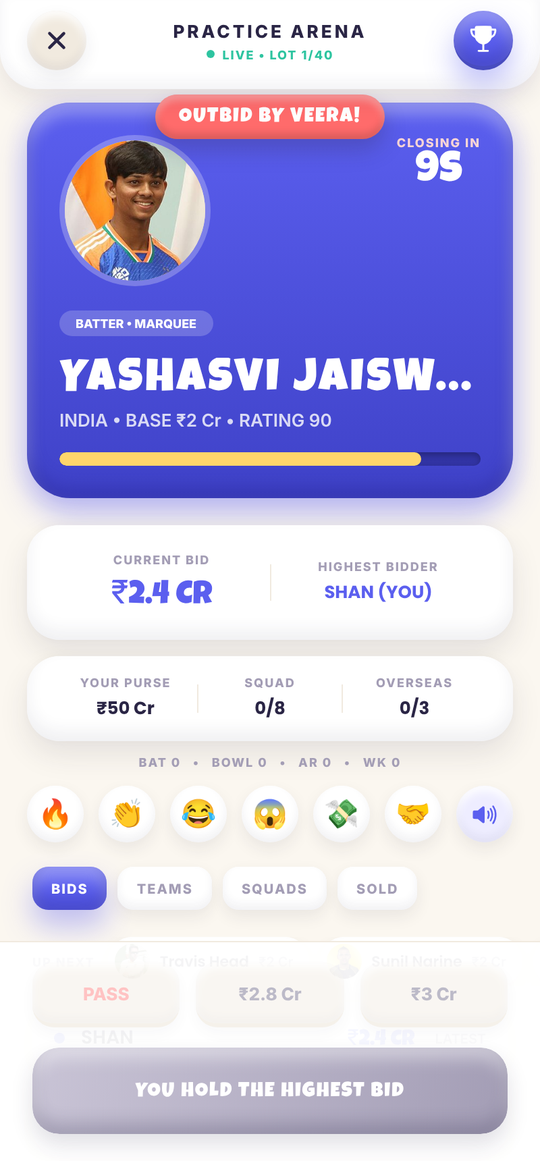 PRACTICE ARENA
LIVE • LOT 1/40
OUTBID BY VEERA!
CLOSING IN
9S
BATTER • MARQUEE
YASHASVI JAISW...
INDIA • BASE ₹2 Cr • RATING 90
CURRENT BID
₹2.4 CR
HIGHEST BIDDER
SHAN (YOU)
YOUR PURSE
₹50 Cr
SQUAD
0/8
OVERSEAS
0/3
BAT 0 • BOWL 0 • AR 0 • WK 0
BIDS TEAMS SQUADS SOLD
UP NEXT Travis Head Sunil Narine
PASS ₹2.8 Cr ₹3 Cr
SHAN ₹2.4 CR LATEST
YOU HOLD THE HIGHEST BID